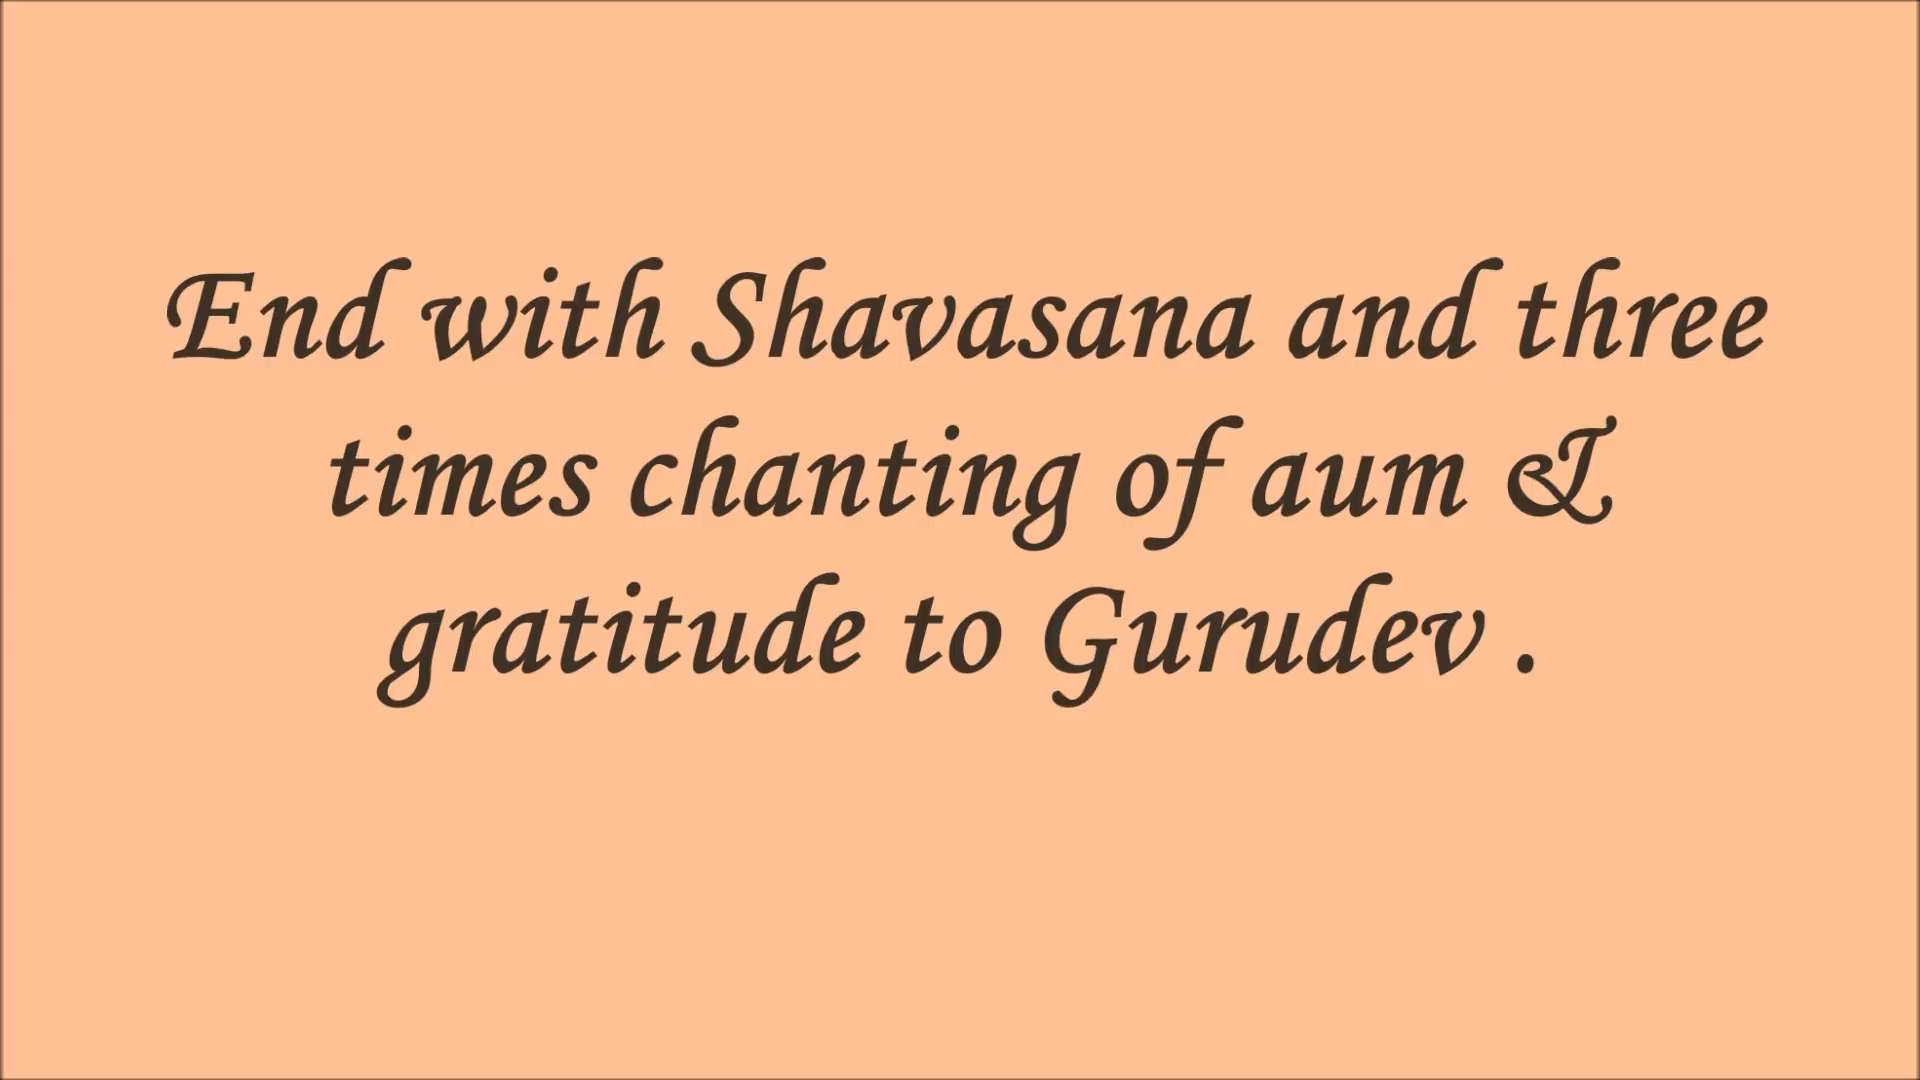 End with Shavasana and three
times chanting of aum &
gratitude to Gurudev .